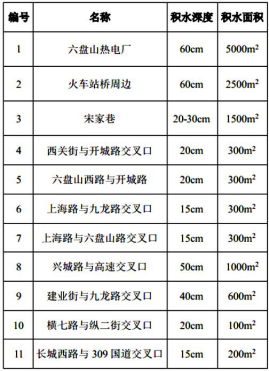 编号 名称 积水深度 积水面积
1 六盘山热电厂 60cm 5000m²
2 火车站桥周边 60cm 2500m²
3 宋家巷 20-30cm 1500m²
4 西关街与开城路交叉口 20cm 300m²
5 六盘山西路与开城路 20cm 300m²
6 上海路与九龙路交叉口 15cm 300m²
7 上海路与六盘山路交叉口 15cm 300m²
8 兴城路与高速交叉口 50cm 1000m²
9 建业街与九龙路交叉口 40cm 600m²
10 横七路与纵二街交叉口 20cm 100m²
11 长城西路与 309 国道交叉口 15cm 200m²